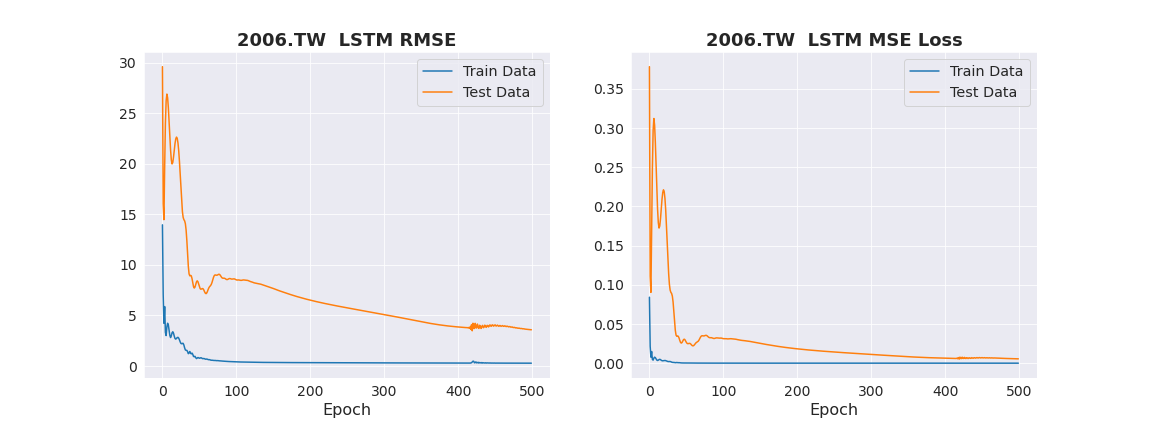 2006.TW  LSTM RMSE
Train Data
Test Data
30
25
20
15
10
5
0
0 100 200 300 400 500
Epoch
2006.TW  LSTM MSE Loss
Train Data
Test Data
0.35
0.30
0.25
0.20
0.15
0.10
0.05
0.00
0 100 200 300 400 500
Epoch